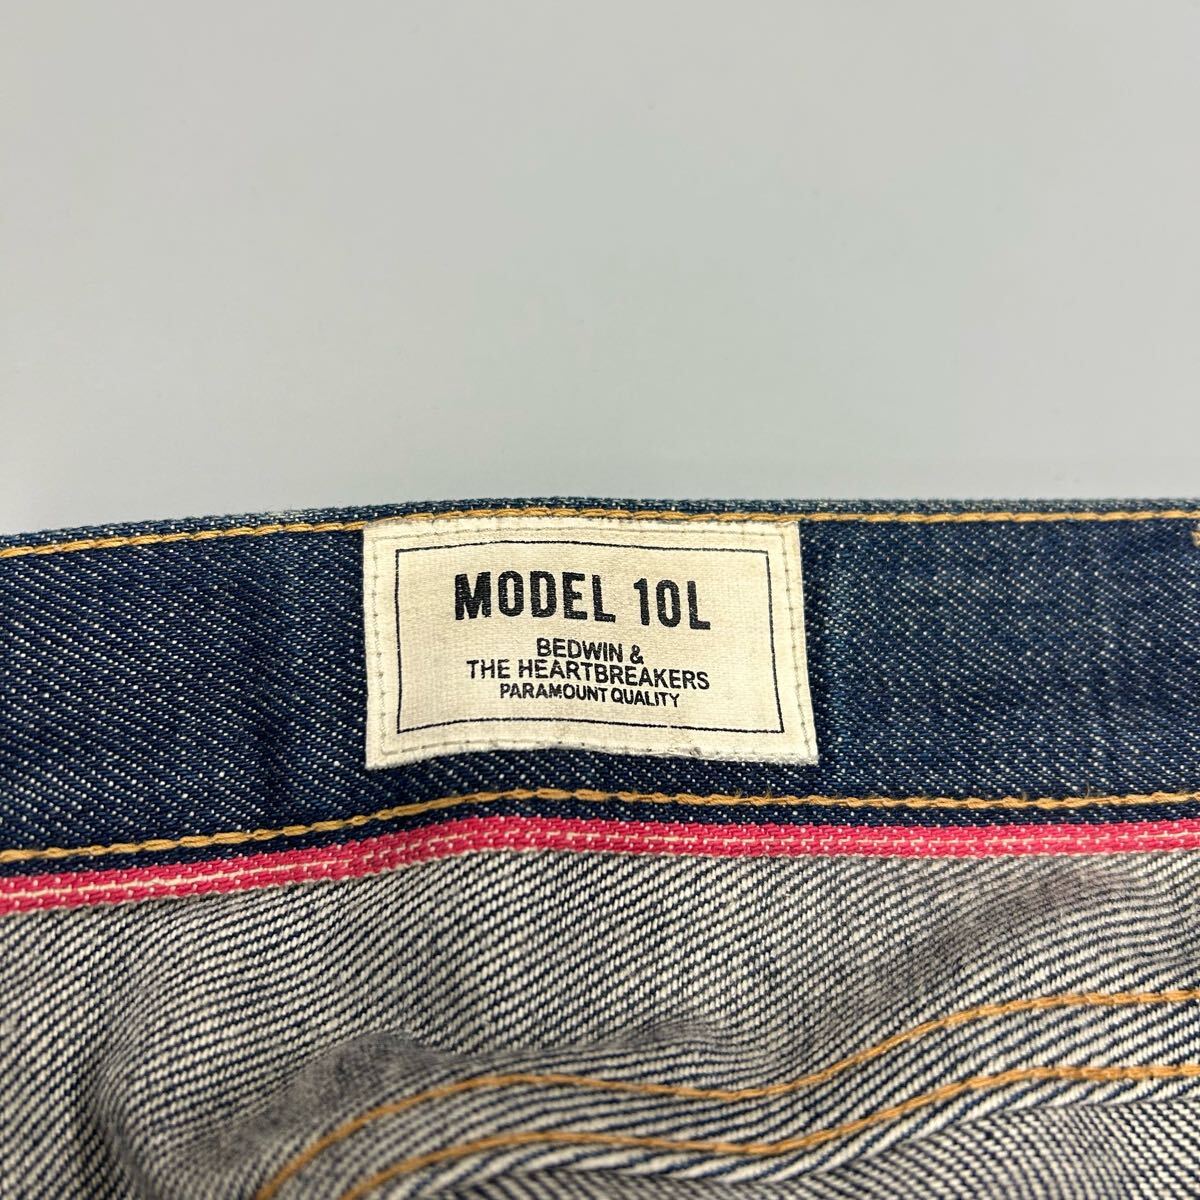 MODEL 10L
BEDWIN &
THE HEARTBREAKERS
PARAMOUNT QUALITY